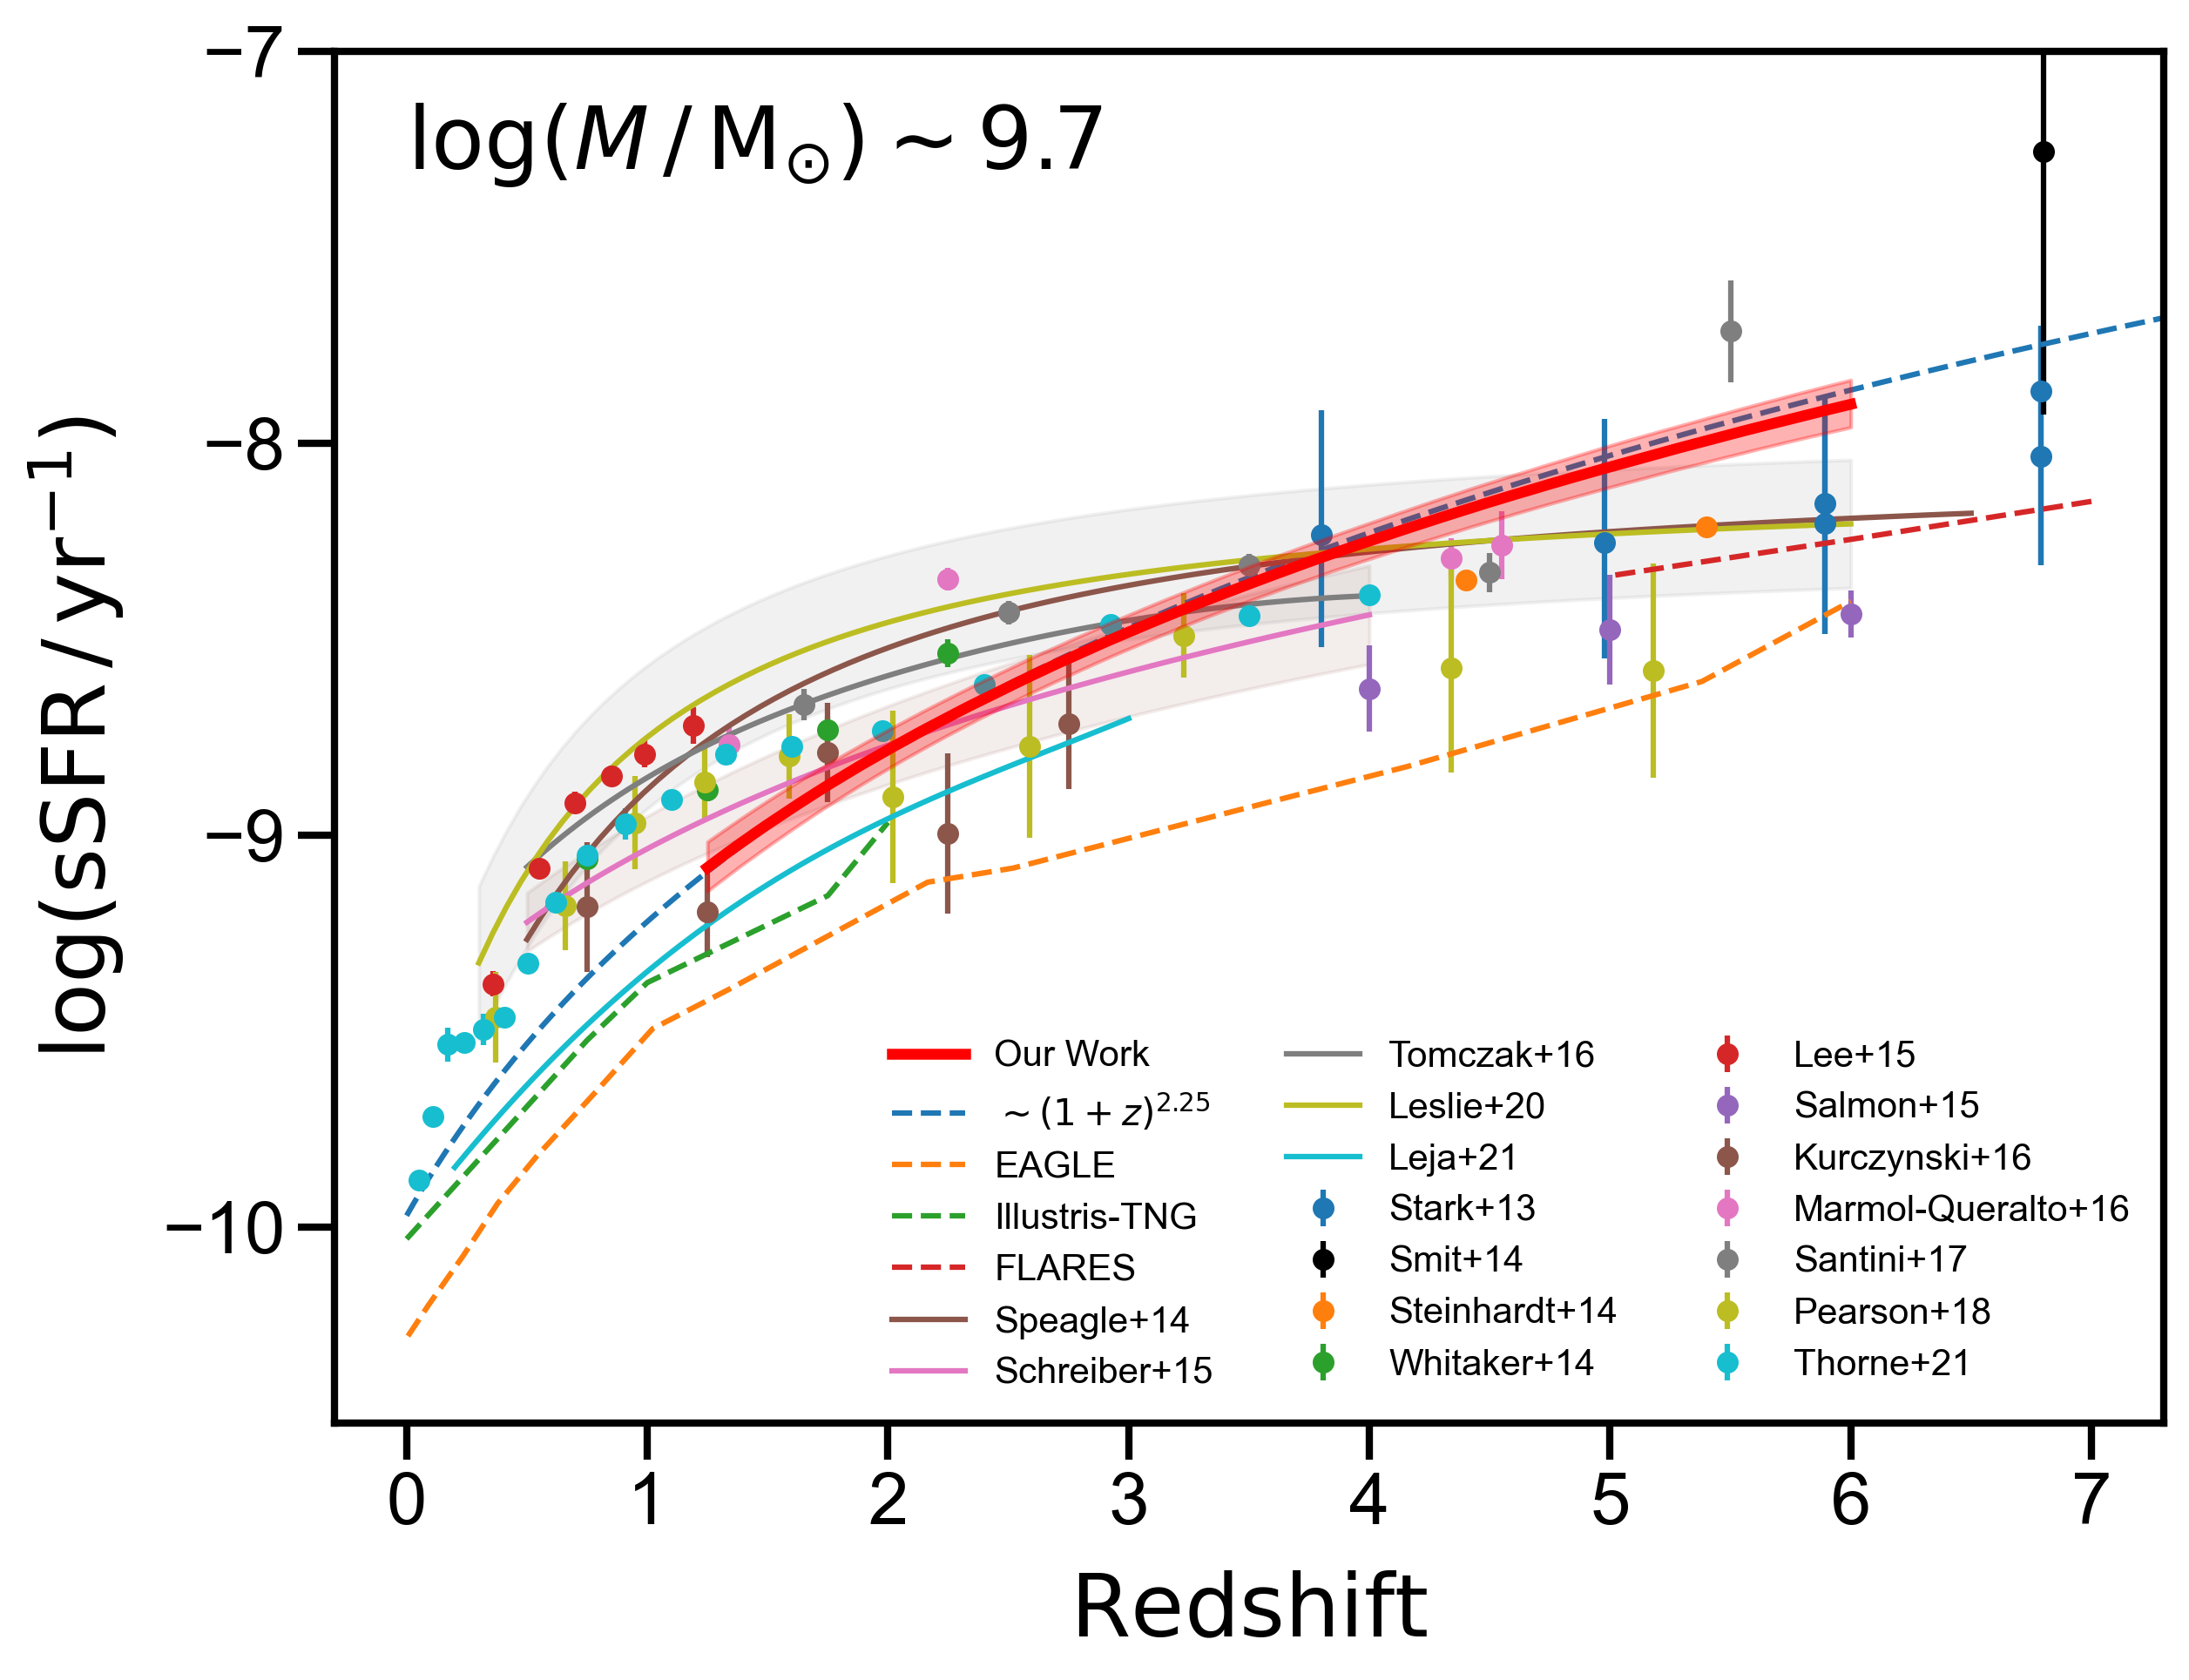 log(M / M⊙) ~ 9.7
log(sSFR / yr⁻¹)
−7
−8
−9
−10
Our Work
~ (1 + z)^2.25
EAGLE
Illustris-TNG
FLARES
Speagle+14
Schreiber+15
Tomczak+16
Leslie+20
Leja+21
Stark+13
Smit+14
Steinhardt+14
Whitaker+14
Lee+15
Salmon+15
Kurczynski+16
Marmol-Queralto+16
Santini+17
Pearson+18
Thorne+21
0 1 2 3 4 5 6 7
Redshift